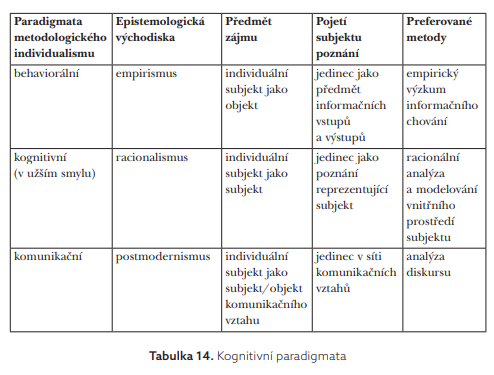 Paradigmata
metodologického
individualismu
Epistemologická
východiska
Předmět
zájmu
Pojetí
subjektu
poznání
Preferované
metody
behaviorální
empirismus
individuální
subjekt jako
objekt
jedinec jako
předmět
informačních
vstupů
a výstupů
empirický
výzkum
informačního
chování
kognitivní
(v užším smylu)
racionalismus
individuální
subjekt jako
subjekt
jedinec jako
poznání
reprezentující
subjekt
racionální
analýza
a modelování
vnitřního
prostředí
subjektu
komunikační
postmodernismus
individuální
subjekt jako
subjekt/objekt
komunikačního
vztahu
jedinec v síti
komunikačních
vztahů
analýza
diskursu
Tabulka 14. Kognitivní paradigmata